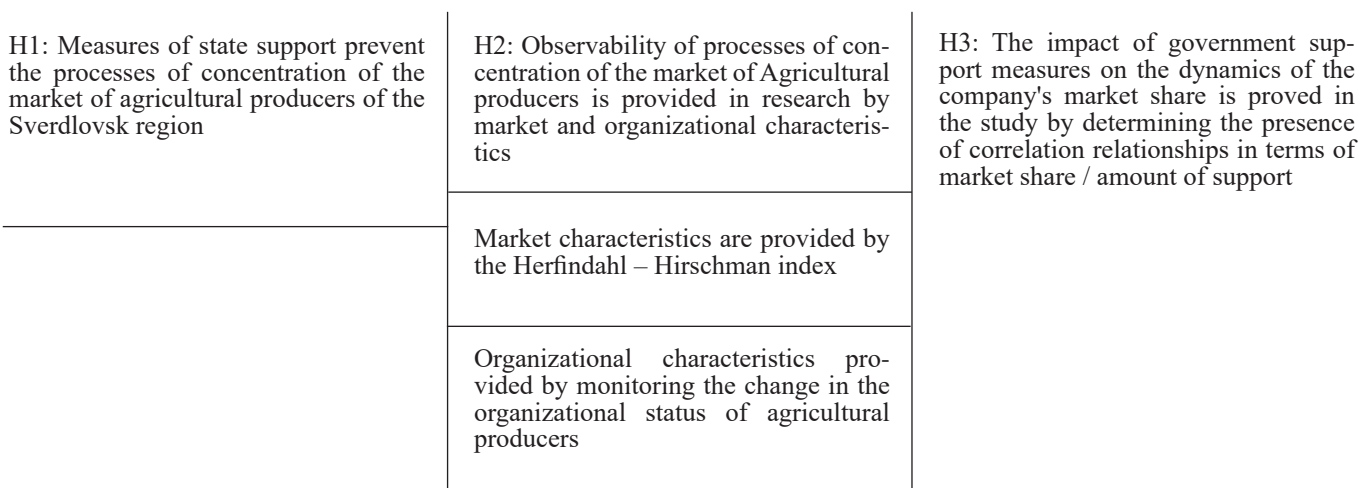 H1: Measures of state support prevent
the processes of concentration of the
market of agricultural producers of the
Sverdlovsk region
H2: Observability of processes of con-
centration of the market of Agricultural
producers is provided in research by
market and organizational characteris-
tics
Market characteristics are provided by
the Herfindahl – Hirschman index
Organizational characteristics pro-
vided by monitoring the change in the
organizational status of agricultural
producers
H3: The impact of government sup-
port measures on the dynamics of the
company's market share is proved in
the study by determining the presence
of correlation relationships in terms of
market share / amount of support